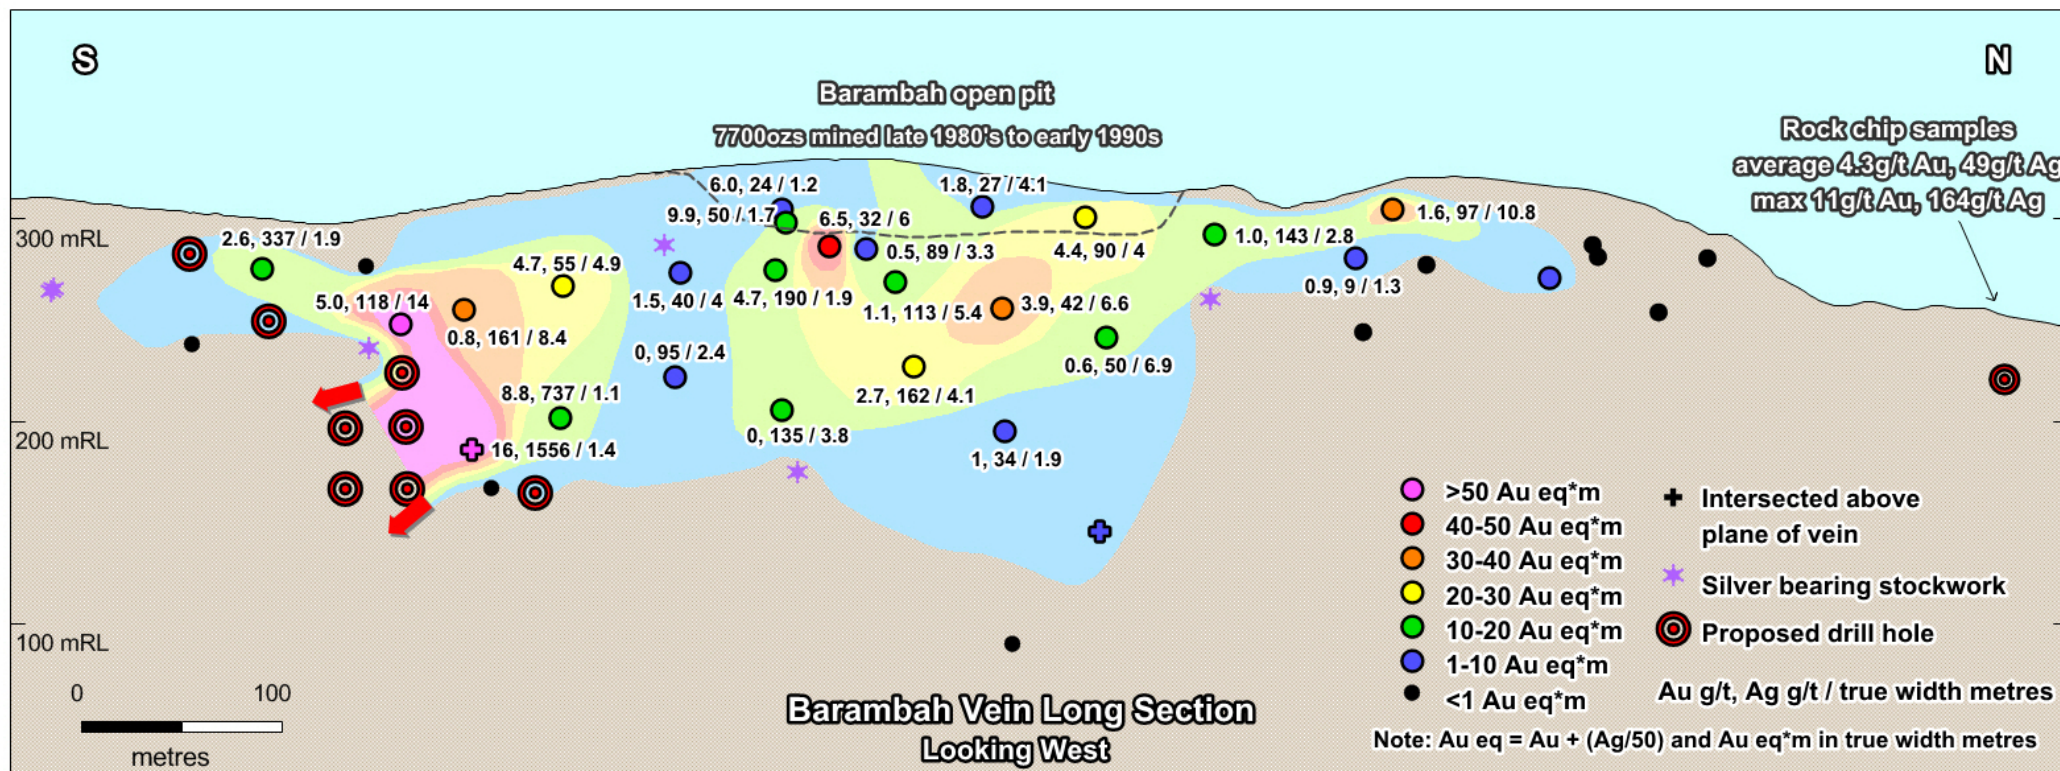 S
N
Barambah open pit
7700ozs mined late 1980's to early 1990s
Rock chip samples
average 4.3g/t Au, 49g/t Ag
max 11g/t Au, 164g/t Ag
6.0, 24 / 1.2
1.8, 27 / 4.1
9.9, 50 / 1.7
6.5, 32 / 6
1.6, 97 / 10.8
300 mRL
2.6, 337 / 1.9
1.0, 143 / 2.8
0.5, 89 / 3.3
4.4, 90 / 4
4.7, 55 / 4.9
0.9, 9 / 1.3
5.0, 118 / 14
1.5, 40 / 4
4.7, 190 / 1.9
1.1, 113 / 5.4
3.9, 42 / 6.6
0.8, 161 / 8.4
0, 95 / 2.4
0.6, 50 / 6.9
8.8, 737 / 1.1
2.7, 162 / 4.1
200 mRL
16, 1556 / 1.4
0, 135 / 3.8
1, 34 / 1.9
>50 Au eq*m
40-50 Au eq*m
30-40 Au eq*m
20-30 Au eq*m
10-20 Au eq*m
1-10 Au eq*m
<1 Au eq*m
Intersected above
plane of vein
Silver bearing stockwork
Proposed drill hole
Au g/t, Ag g/t / true width metres
100 mRL
0 100
metres
Barambah Vein Long Section
Looking West
Note: Au eq = Au + (Ag/50) and Au eq*m in true width metres